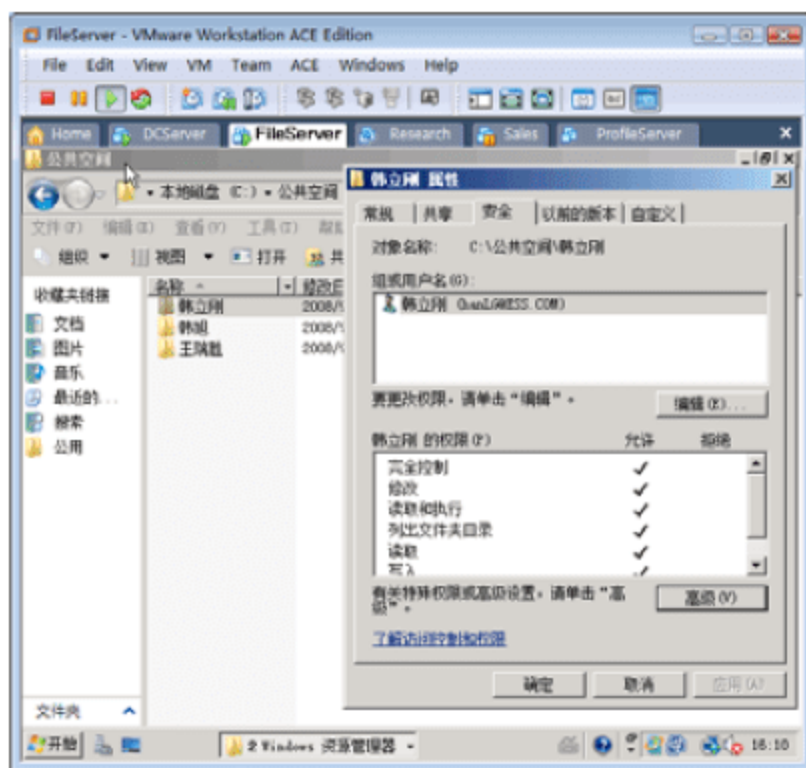 FileServer - VMware Workstation ACE Edition
File Edit View VM Team ACE Windows Help
Home DCServer FileServer Research Sales ProfileServer
公共空间
本地磁盘 (C:) 公共空间
文件(F) 编辑(E) 查看(V) 工具(T)
组织 视图 打开 共
收藏夹链接
文档
图片
音乐
最近的...
搜索
公用
文件夹
名称
韩立刚 2008/
韩旭 2008/
王瑞胜 2008/
韩立刚 属性
常规 共享 安全 以前的版本 自定义
对象名称: C:\公共空间\韩立刚
组或用户名(G):
韩立刚
要更改权限，请单击“编辑”。
编辑(E)...
韩立刚 的权限(P) 允许 拒绝
完全控制
修改
读取和执行
列出文件夹目录
读取
写入
有关特殊权限或高级设置，请单击“高
级”。
高级(V)
了解访问控制和权限
确定 取消 应用(A)
开始 2 Windows 资源管理器 16:10